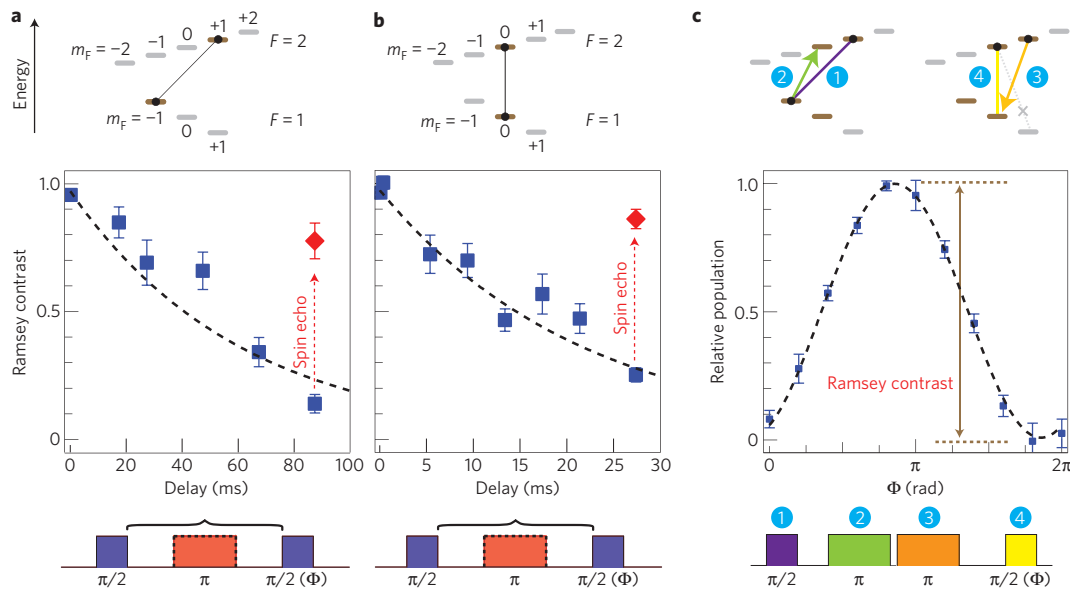 a
Energy
m_F = −2
−1
0
+1
+2
F = 2
m_F = −1
0
+1
F = 1
Ramsey contrast
1.0
0.5
0
Spin echo
0
20
40
60
80
100
Delay (ms)
π/2
π
π/2 (Φ)
b
m_F = −2
−1
0
+1
F = 2
m_F = −1
0
+1
F = 1
Spin echo
0
5
10
15
20
25
30
Delay (ms)
π/2
π
π/2 (Φ)
c
2
1
4
3
×
Relative population
1.0
0.5
0
Ramsey contrast
0
π
2π
Φ (rad)
1
2
3
4
π/2
π
π
π/2 (Φ)